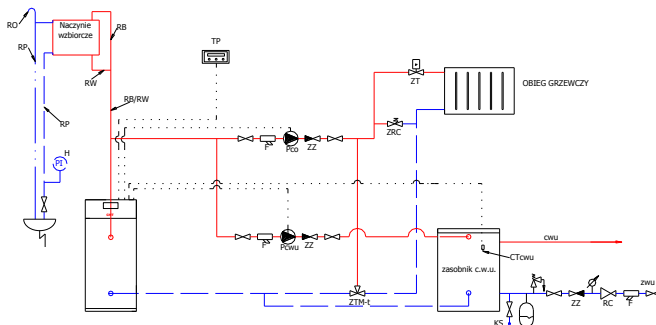 RO
Naczynie
wzbiorcze
RB
RP
RW
RB/RW
RP
H
PI
TP
ZT
OBIEG GRZEWCZY
ZRC
F
Pco
ZZ
F
Pcwu
ZZ
cwu
CTcwu
zasobnik c.w.u.
ZTM-t
KS
ZZ
RC
F
zwu